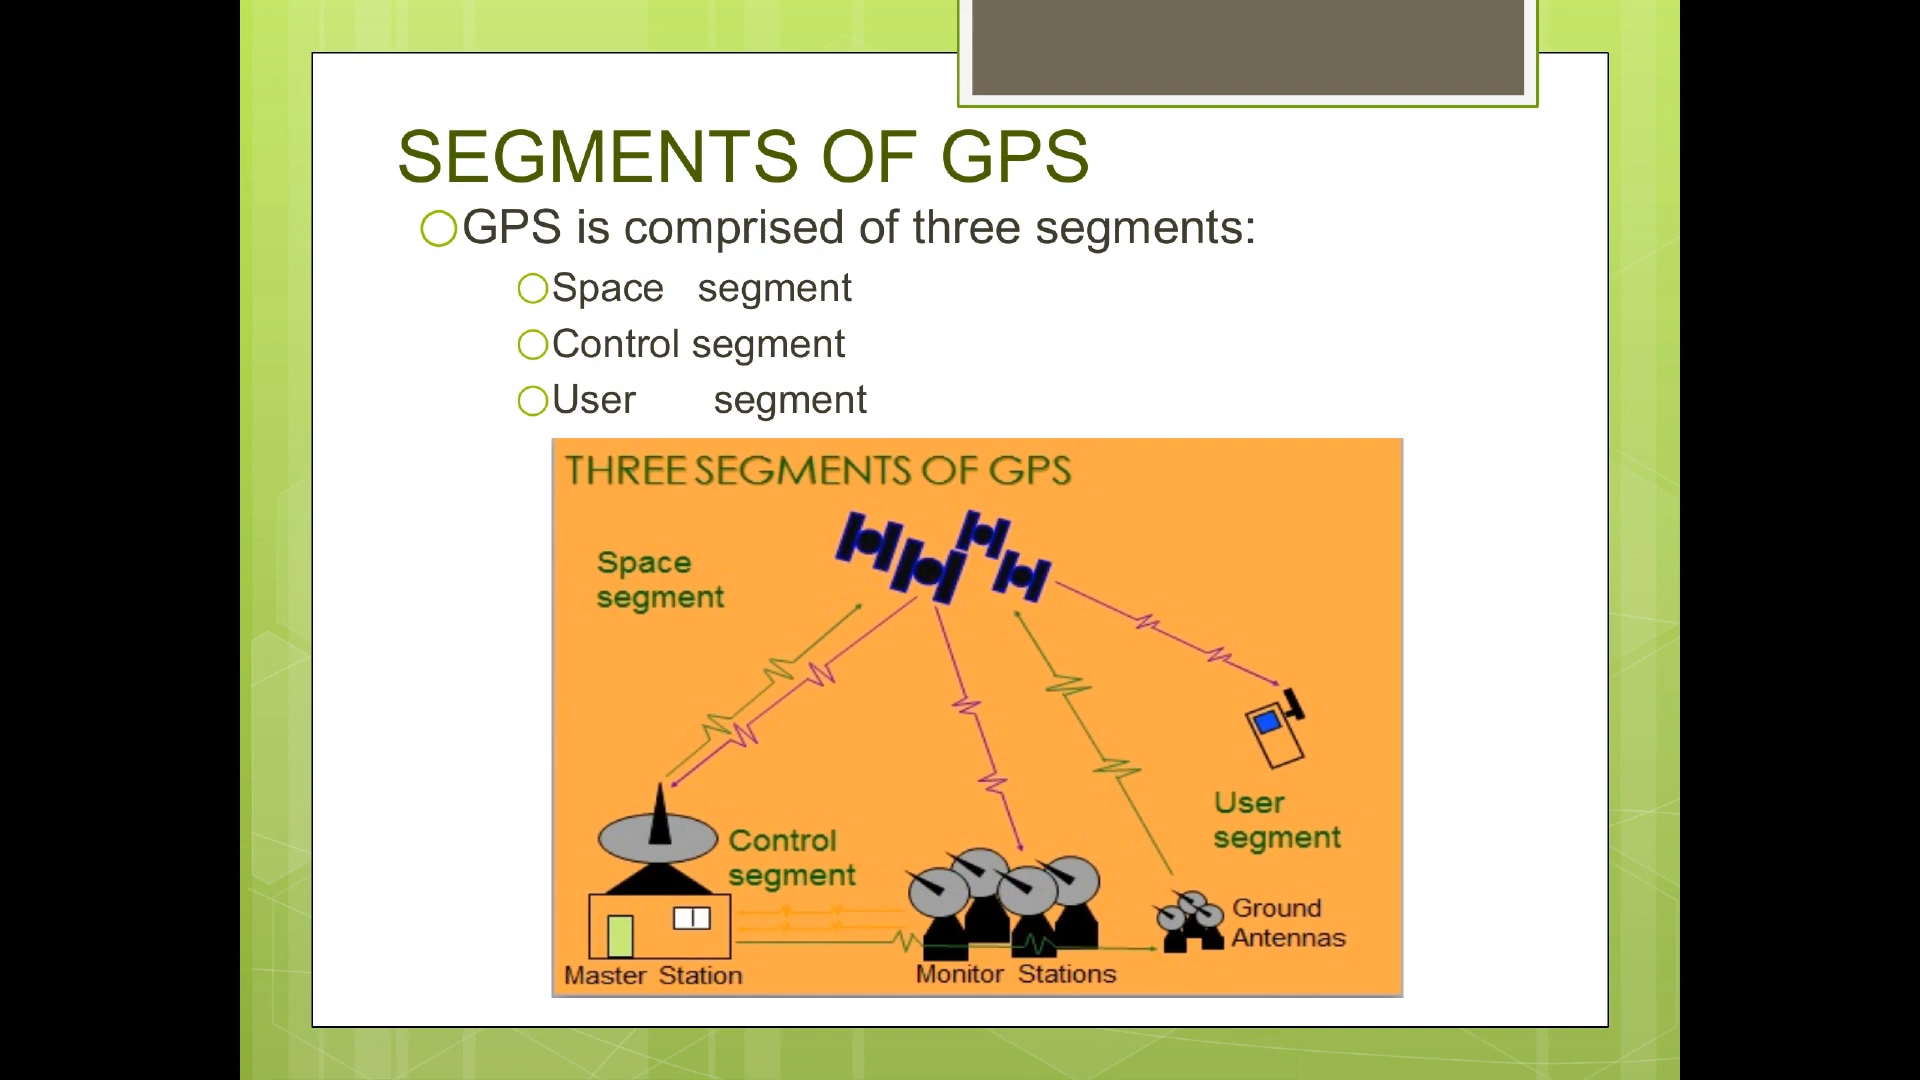 SEGMENTS OF GPS
GPS is comprised of three segments:
Space segment
Control segment
User segment
THREE SEGMENTS OF GPS
Space
segment
User
segment
Control
segment
Ground
Antennas
Master Station
Monitor Stations